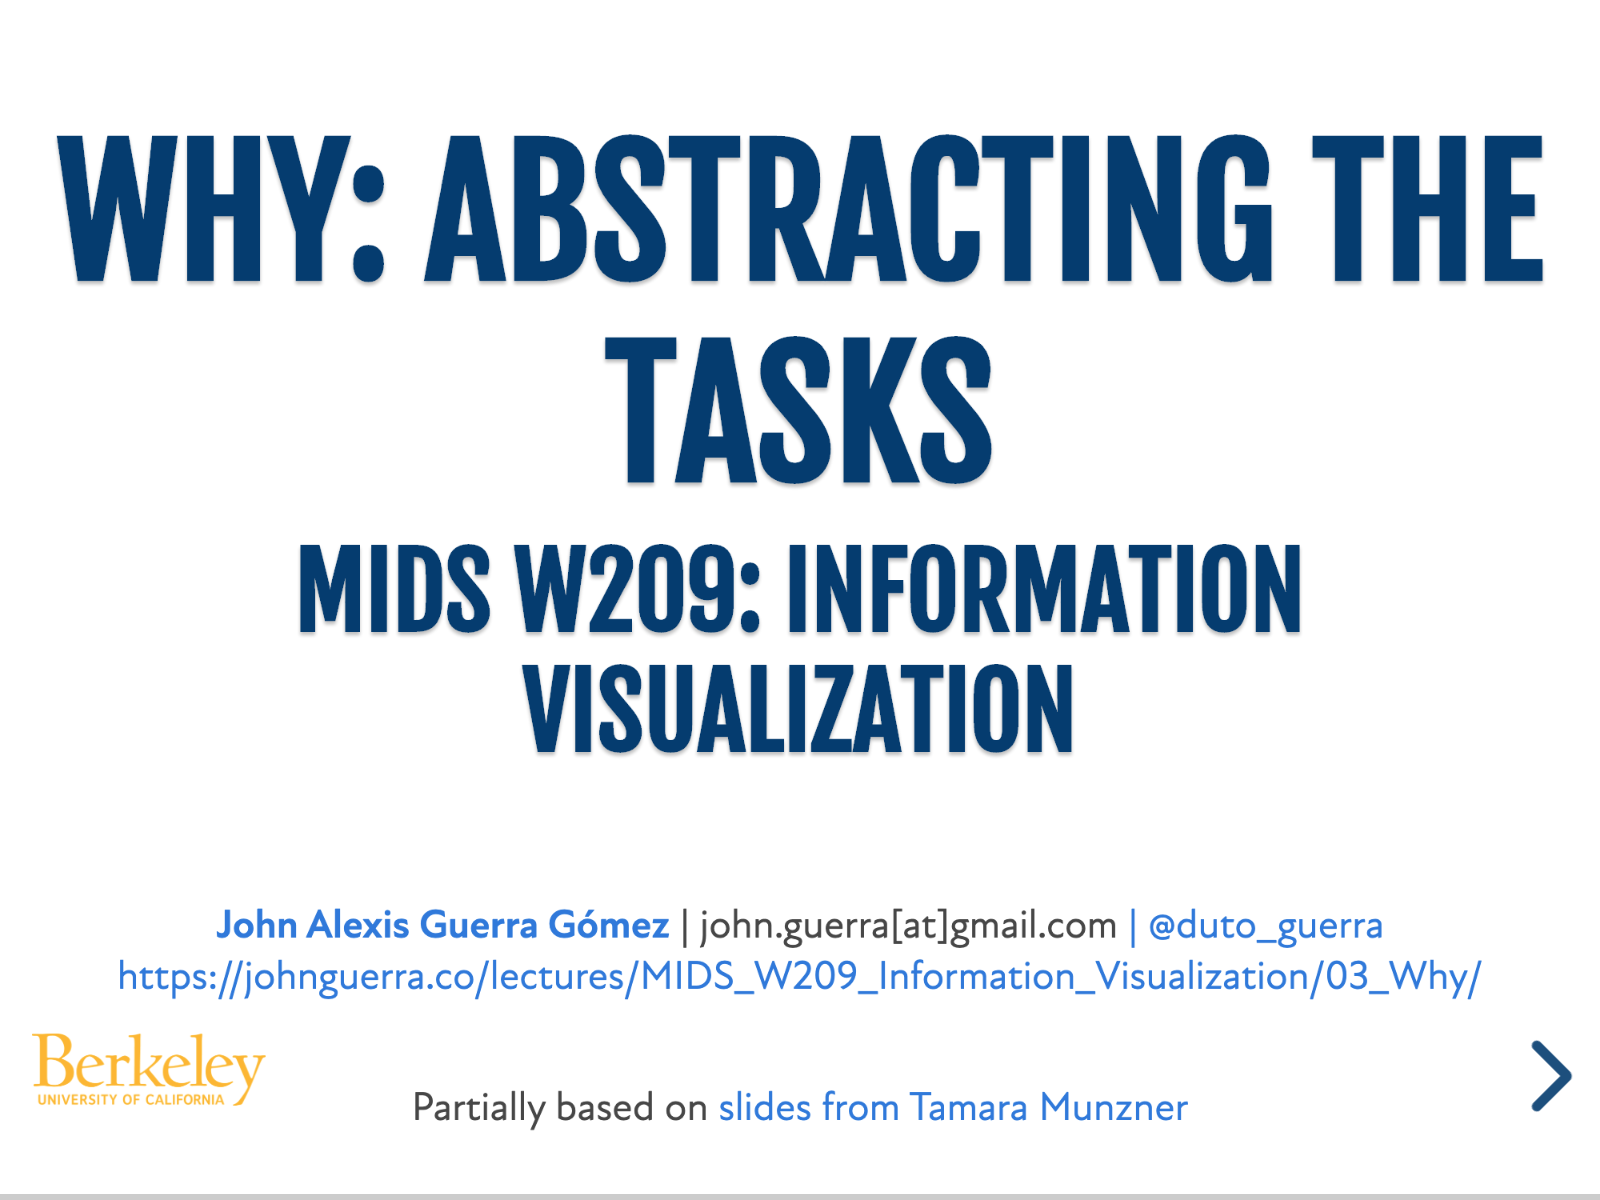 WHY: ABSTRACTING THE
TASKS
MIDS W209: INFORMATION
VISUALIZATION
John Alexis Guerra Gómez | john.guerra[at]gmail.com | @duto_guerra
https://johnguerra.co/lectures/MIDS_W209_Information_Visualization/03_Why/
Berkeley
UNIVERSITY OF CALIFORNIA
Partially based on slides from Tamara Munzner